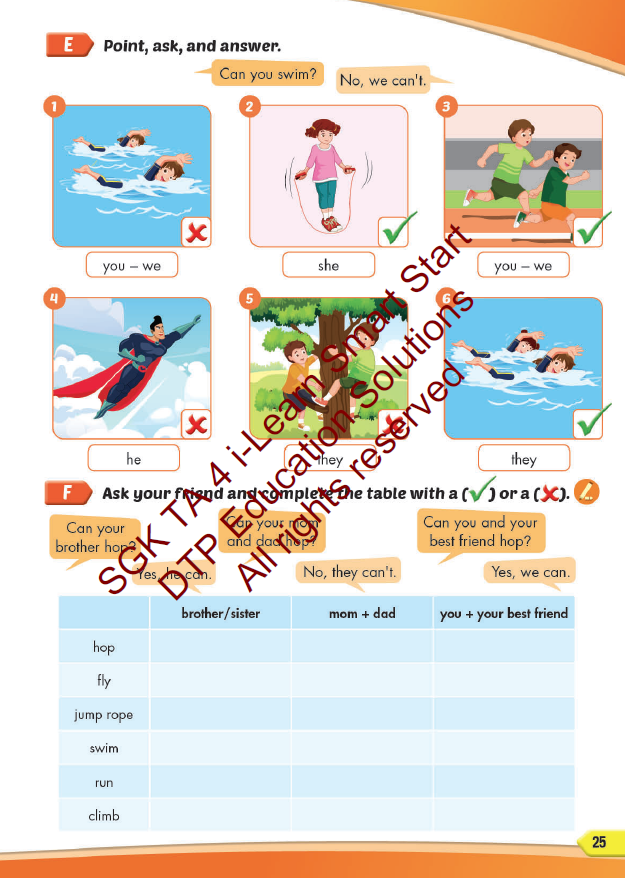 E Point, ask, and answer.
Can you swim?
No, we can't.
1
2
3
you – we
she
you – we
4
5
6
he
they
they
F Ask your friend and complete the table with a (✓) or a (✗).
Can your
brother hop?
Yes, he can.
Can your mom
and dad hop?
No, they can't.
Can you and your
best friend hop?
Yes, we can.
brother/sister mom + dad you + your best friend
hop
fly
jump rope
swim
run
climb
25
SGK TA 4 i-Learn Smart Start
DTP Education Solutions
All rights reserved